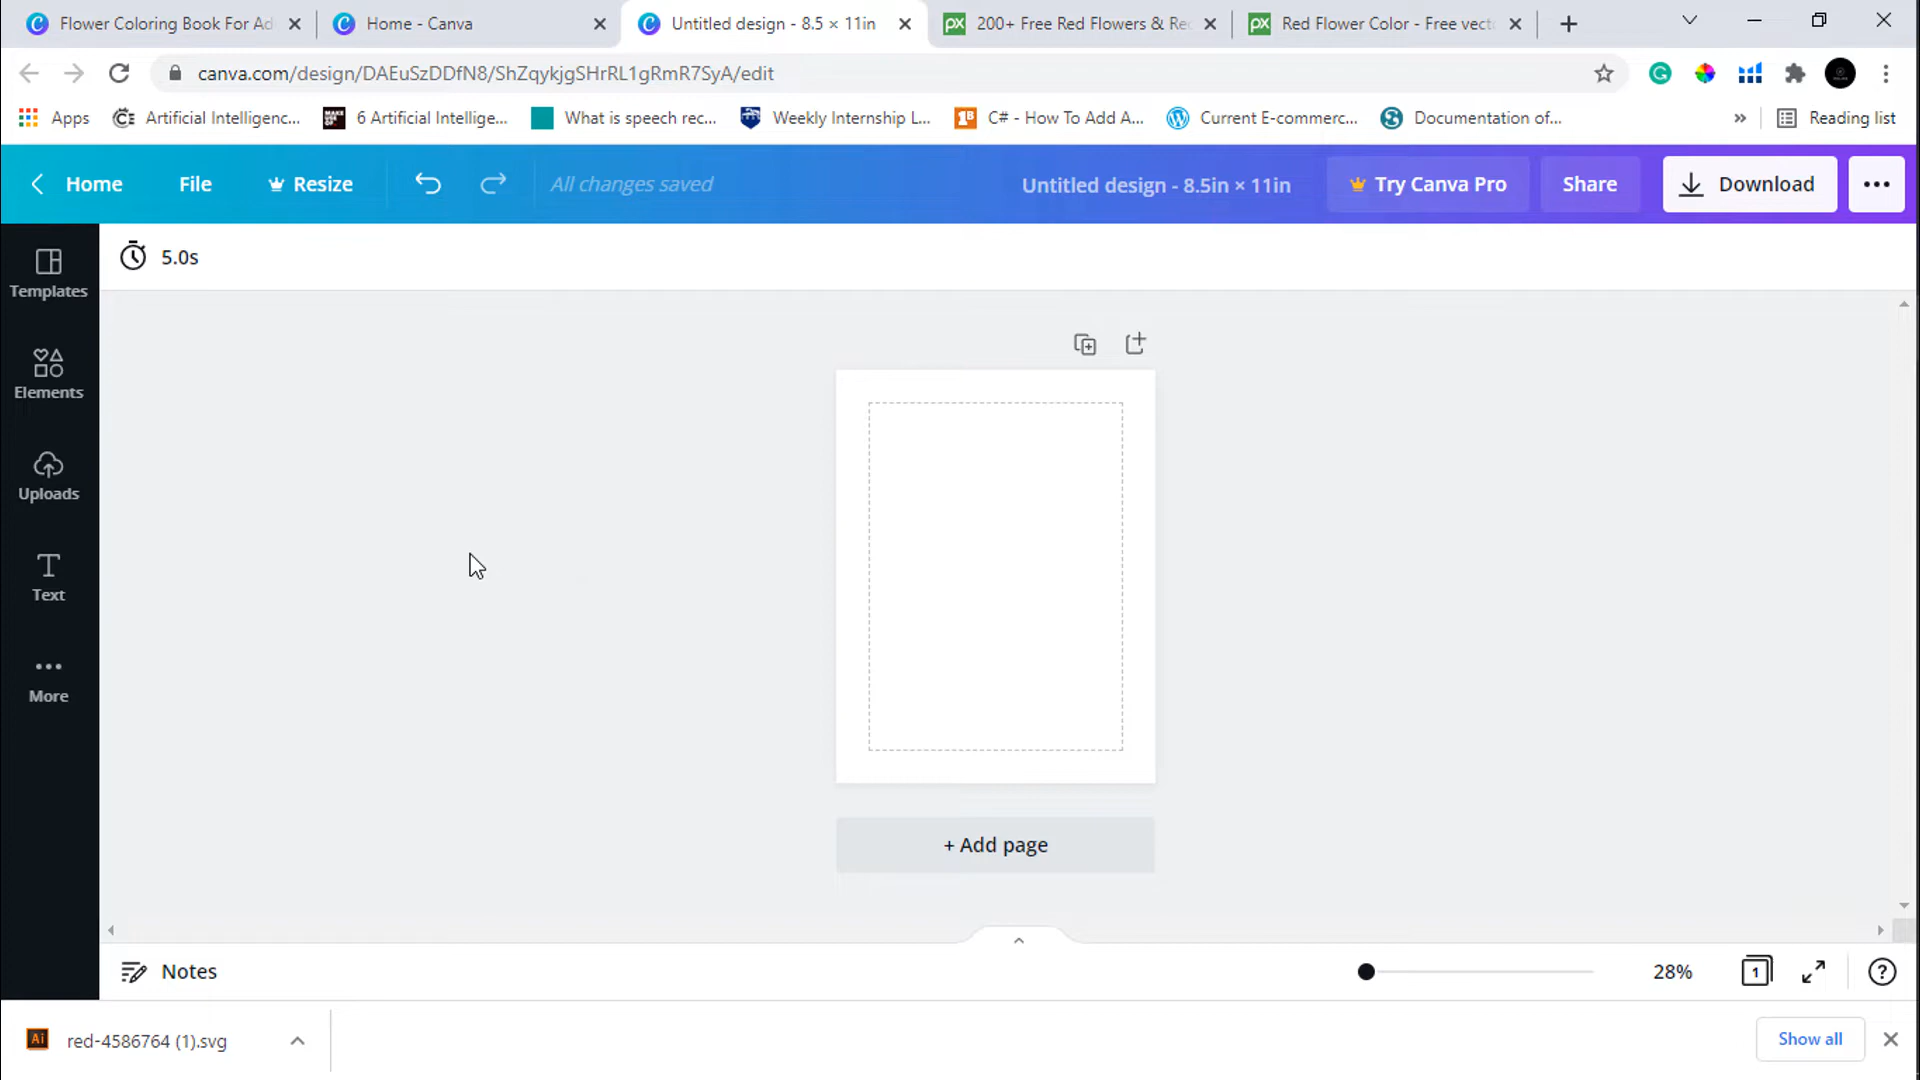 Flower Coloring Book For Ad
Home - Canva
Untitled design - 8.5 × 11in
200+ Free Red Flowers & Re
Red Flower Color - Free vect
canva.com/design/DAEuSzDDfN8/ShZqykjgSHrRL1gRmR7SyA/edit
Apps
Artificial Intelligenc...
6 Artificial Intellige...
What is speech rec...
Weekly Internship L...
C# - How To Add A...
Current E-commerc...
Documentation of...
Reading list
Home
File
Resize
All changes saved
Untitled design - 8.5in × 11in
Try Canva Pro
Share
Download
5.0s
Templates
Elements
Uploads
Text
More
+ Add page
Notes
28%
1
red-4586764 (1).svg
Show all